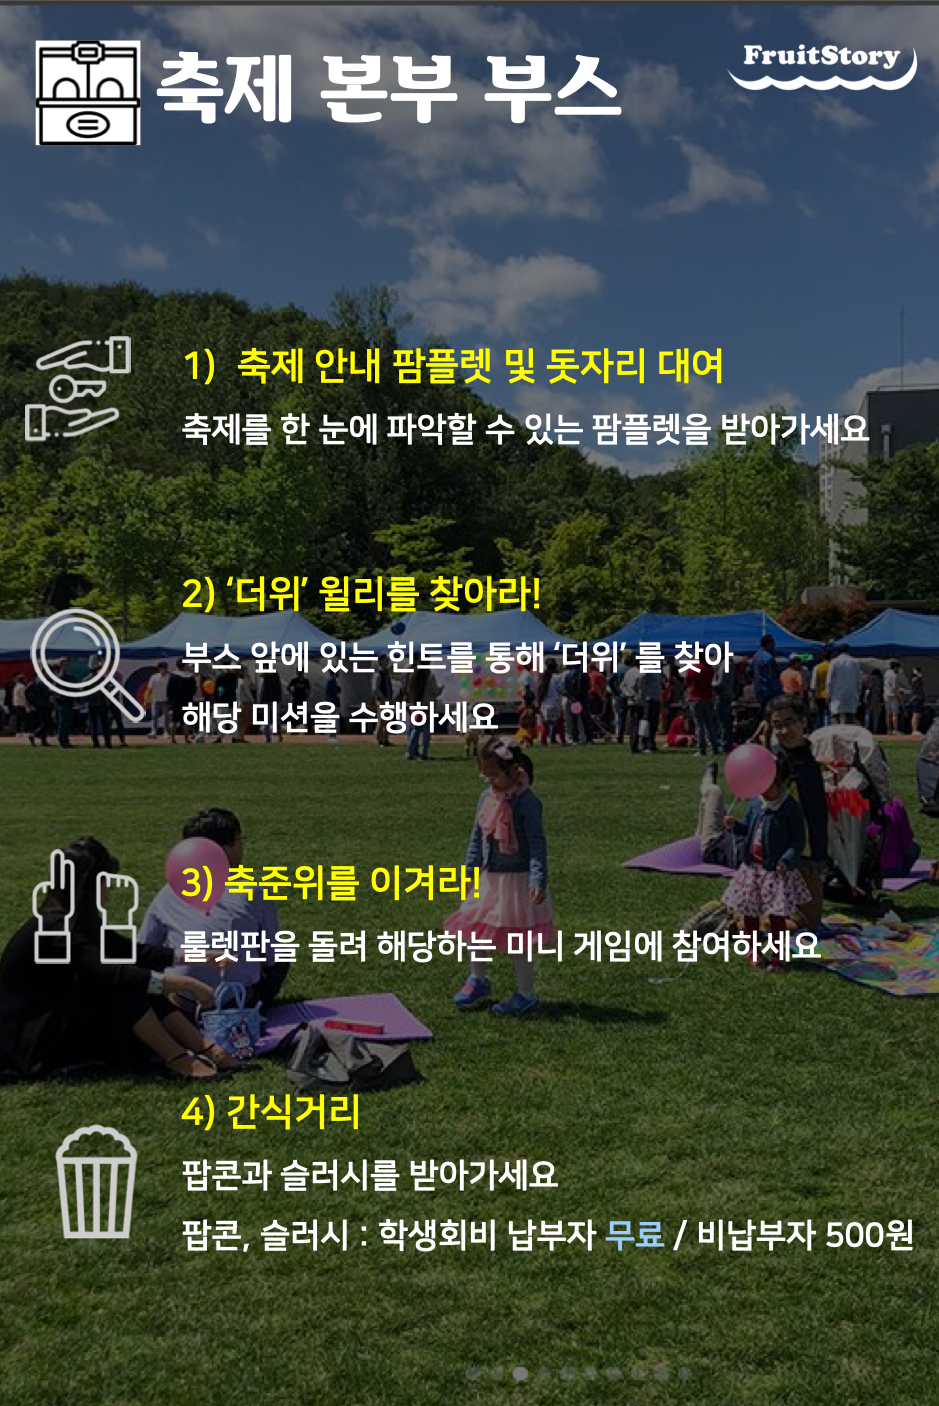 축제 본부 부스
FruitStory
1) 축제 안내 팜플렛 및 돗자리 대여
축제를 한 눈에 파악할 수 있는 팜플렛을 받아가세요
2) ‘더위’ 윌리를 찾아라!
부스 앞에 있는 힌트를 통해 ‘더위’ 를 찾아
해당 미션을 수행하세요
3) 축준위를 이겨라!
룰렛판을 돌려 해당하는 미니 게임에 참여하세요
4) 간식거리
팝콘과 슬러시를 받아가세요
팝콘, 슬러시 : 학생회비 납부자 무료 / 비납부자 500원